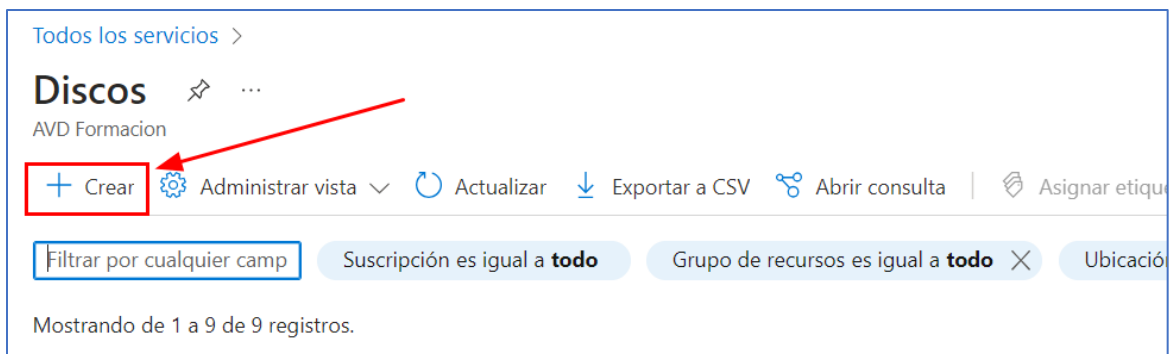 Todos los servicios >
Discos ...
AVD Formacion
+ Crear Administrar vista Actualizar Exportar a CSV Abrir consulta | Asignar
Filtrar por cualquier camp Suscripción es igual a todo Grupo de recursos es igual a todo × Ubicació
Mostrando de 1 a 9 de 9 registros.